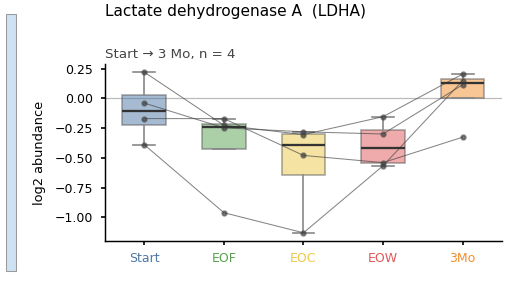 Lactate dehydrogenase A (LDHA)
Start → 3 Mo, n = 4
0.25
0.00
−0.25
−0.50
−0.75
−1.00
log2 abundance
Start EOF EOC EOW 3Mo